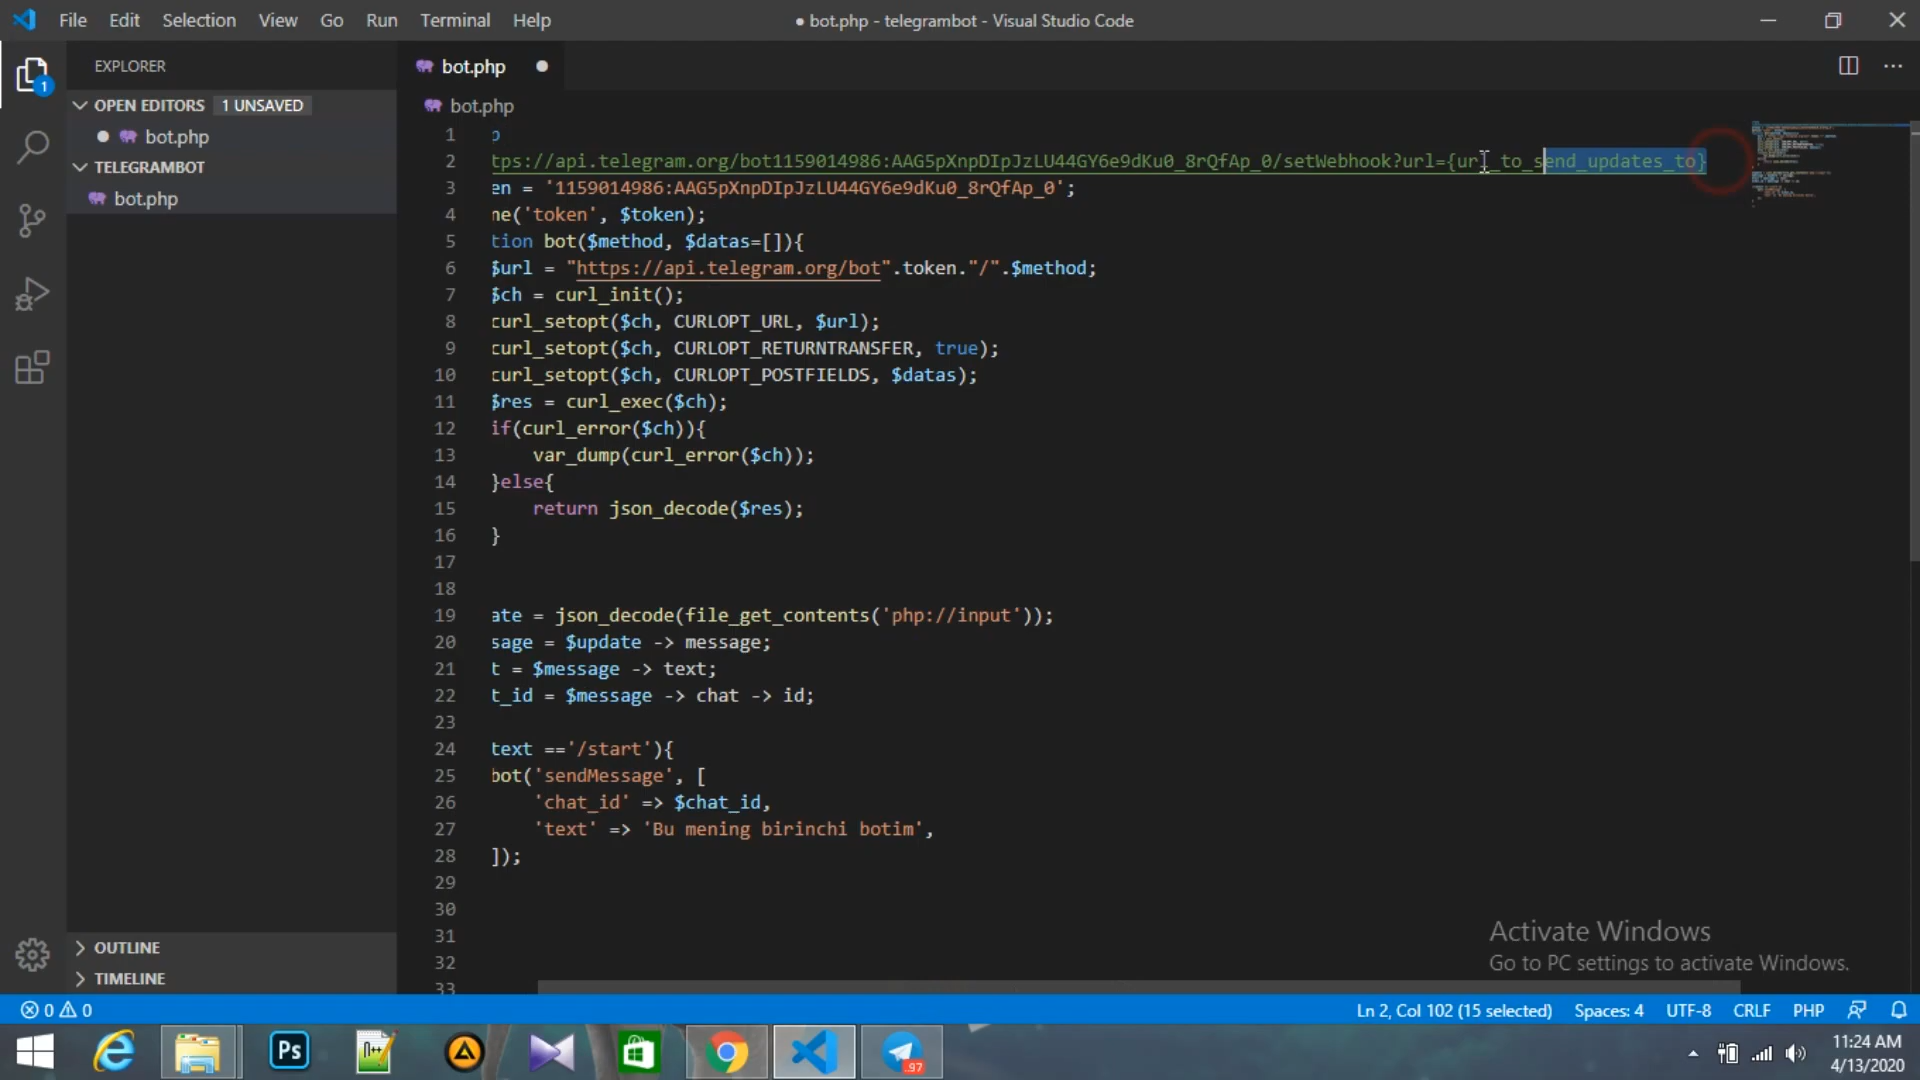 File Edit Selection View Go Run Terminal Help
● bot.php - telegrambot - Visual Studio Code
EXPLORER
OPEN EDITORS 1 UNSAVED
bot.php
TELEGRAMBOT
bot.php
OUTLINE
TIMELINE
1
bot.php
bot.php
1
2 tps://api.telegram.org/bot1159014986:AAG5pXnpDIpJzLU44GY6e9dKu0_8rQfAp_0/setWebhook?url={url_to_send_updates_to}
3 en = '1159014986:AAG5pXnpDIpJzLU44GY6e9dKu0_8rQfAp_0';
4 ne('token', $token);
5 tion bot($method, $datas=[]){
6 $url = "https://api.telegram.org/bot".token."/".$method;
7 $ch = curl_init();
8 curl_setopt($ch, CURLOPT_URL, $url);
9 curl_setopt($ch, CURLOPT_RETURNTRANSFER, true);
10 curl_setopt($ch, CURLOPT_POSTFIELDS, $datas);
11 $res = curl_exec($ch);
12 if(curl_error($ch)){
13 var_dump(curl_error($ch));
14 }else{
15 return json_decode($res);
16 }
17
18
19 ate = json_decode(file_get_contents('php://input'));
20 sage = $update -> message;
21 t = $message -> text;
22 t_id = $message -> chat -> id;
23
24 text =='/start'){
25 bot('sendMessage', [
26 'chat_id' => $chat_id,
27 'text' => 'Bu mening birinchi botim',
28 ]);
29
30
31
32
33
Activate Windows
Go to PC settings to activate Windows.
0 0
Ln 2, Col 102 (15 selected) Spaces: 4 UTF-8 CRLF PHP
Ps
97
11:24 AM
4/13/2020